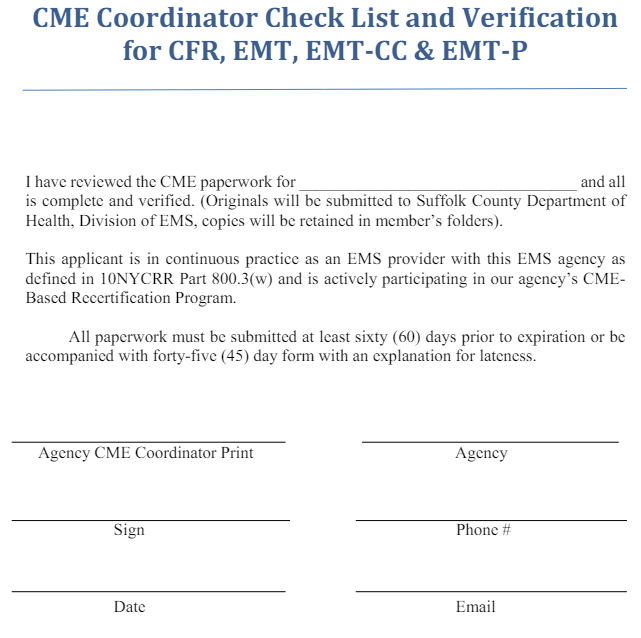 CME Coordinator Check List and Verification
for CFR, EMT, EMT-CC & EMT-P
I have reviewed the CME paperwork for ______________________________ and all
is complete and verified. (Originals will be submitted to Suffolk County Department of
Health, Division of EMS, copies will be retained in member’s folders).
This applicant is in continuous practice as an EMS provider with this EMS agency as
defined in 10NYCRR Part 800.3(w) and is actively participating in our agency’s CME-
Based Recertification Program.
All paperwork must be submitted at least sixty (60) days prior to expiration or be
accompanied with forty-five (45) day form with an explanation for lateness.
Agency CME Coordinator Print Agency
Sign Phone #
Date Email